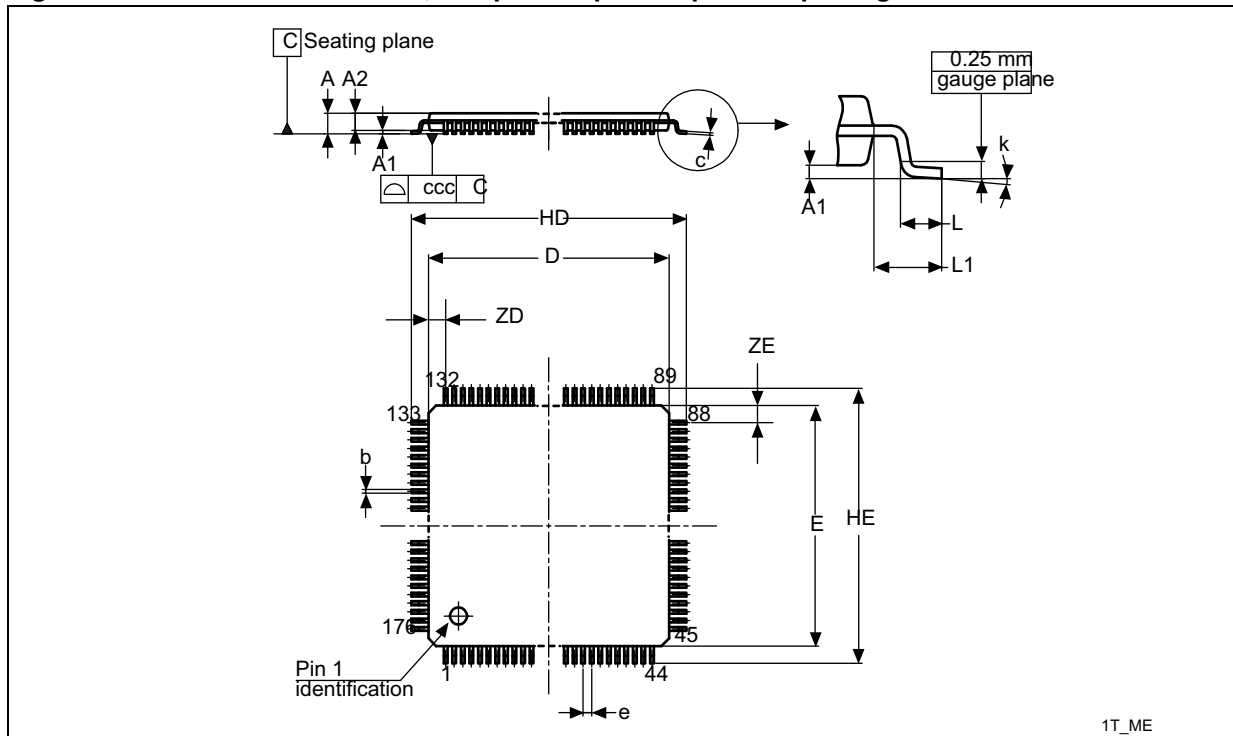 C Seating plane
0.25 mm
gauge plane
A A2
k
A1
c
ccc C
A1
HD
L
D
L1
ZD
ZE
132
89
133
88
b
E
HE
176
45
Pin 1
identification
1
44
e
1T_ME